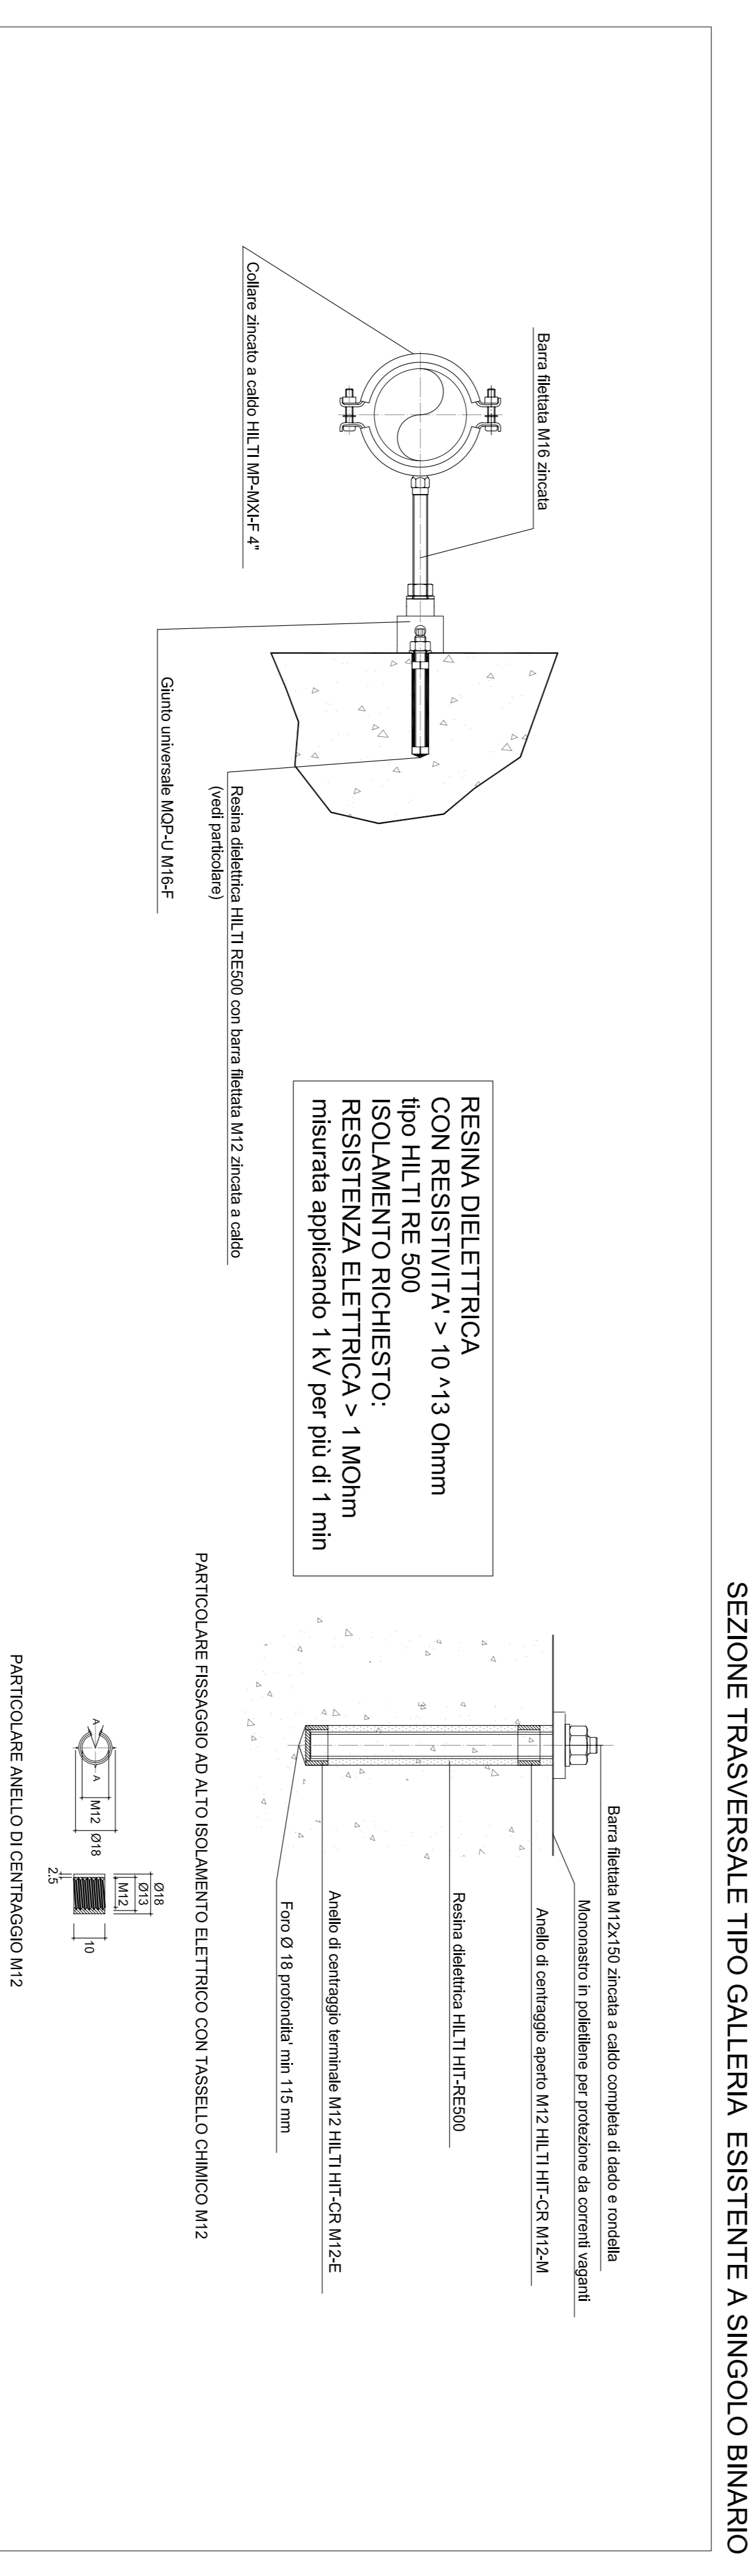 SEZIONE TRASVERSALE TIPO GALLERIA ESISTENTE A SINGOLO BINARIO
Barra filettata M16 zincata
Collare zincato a caldo HILTI MP-MXI-F 4"
Resina dielettrica HILTI RE500 con barra filettata M12 zincata a caldo
(vedi particolare)
Giunto universale MQP-U M16-F
RESINA DIELETTRICA
CON RESISTIVITA' > 10 ^13 Ohmm
tipo HILTI RE 500
ISOLAMENTO RICHIESTO:
RESISTENZA ELETTRICA > 1 MOhm
misurata applicando 1 kV per più di 1 min
Barra filettata M12x150 zincata a caldo completa di dado e rondella
Mononastro in polietilene per protezione da correnti vaganti
Anello di centraggio aperto M12 HILTI HIT-CR M12-M
Resina dielettrica HILTI HIT-RE500
Anello di centraggio terminale M12 HILTI HIT-CR M12-E
Foro Ø 18 profondita' min 115 mm
PARTICOLARE FISSAGGIO AD ALTO ISOLAMENTO ELETTRICO CON TASSELLO CHIMICO M12
A
A
M12
Ø18
Ø18
Ø13
M12
10
2.5
PARTICOLARE ANELLO DI CENTRAGGIO M12